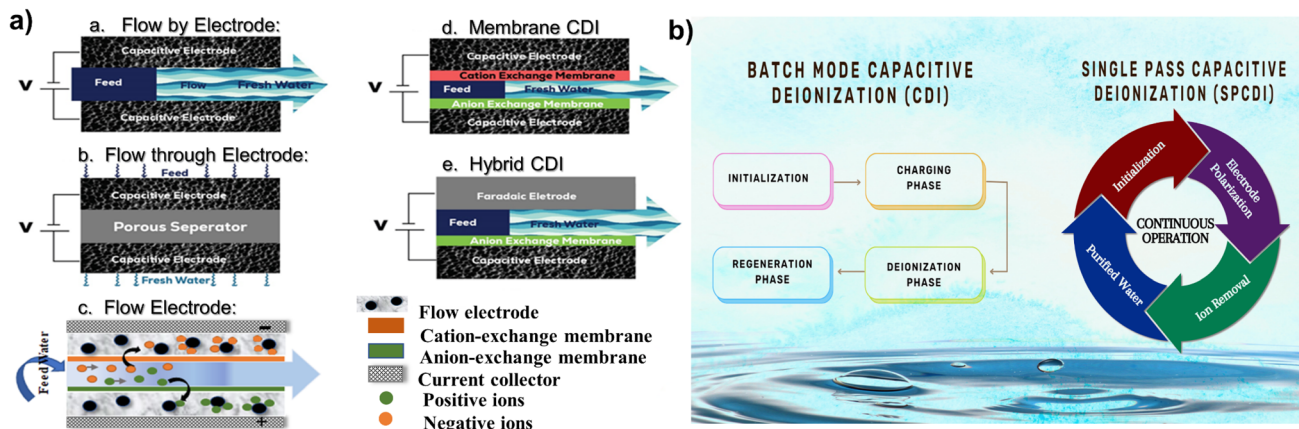 a)
a. Flow by Electrode:
Capacitive Electrode
V
Feed
Flow
Fresh Water
Capacitive Electrode
b. Flow through Electrode:
Feed
Capacitive Electrode
V
Porous Seperator
Capacitive Electrode
Fresh Water
c. Flow Electrode:
-
Feed Water
+
d. Membrane CDI
Capacitive Electrode
Cation Exchange Membrane
V
Feed
Fresh Water
Anion Exchange Membrane
Capacitive Electrode
e. Hybrid CDI
Faradaic Eletrode
V
Feed
Fresh Water
Anion Exchange Membrane
Capacitive Electrode
Flow electrode
Cation-exchange membrane
Anion-exchange membrane
Current collector
Positive ions
Negative ions
b)
BATCH MODE CAPACITIVE
DEIONIZATION (CDI)
INITIALIZATION
CHARGING
PHASE
REGENERATION
PHASE
DEIONIZATION
PHASE
SINGLE PASS CAPACITIVE
DEIONIZATION (SPCDI)
Initialization
Electrode
Polarization
CONTINUOUS
OPERATION
Purified Water
Ion Removal